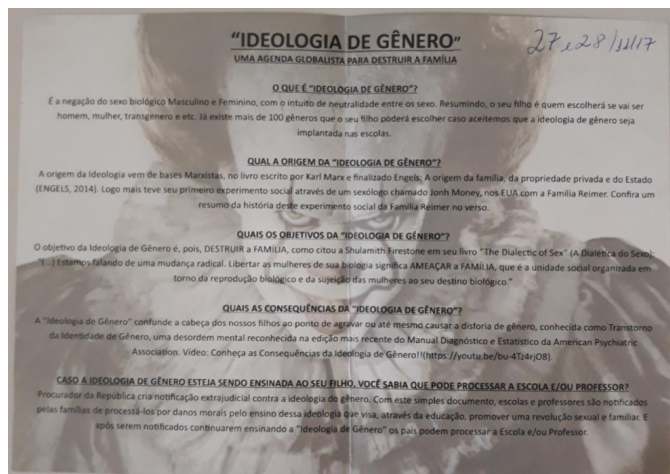 "IDEOLOGIA DE GÊNERO"
27 e 28/11/17
UMA AGENDA GLOBALISTA PARA DESTRUIR A FAMÍLIA
O QUE É "IDEOLOGIA DE GÊNERO"?
É a negação do sexo biológico Masculino e Feminino, com o intuito de neutralidade entre os sexo. Resumindo, o seu filho é quem escolherá se vai ser
homem, mulher, transgenero e etc. Já existe mais de 100 gêneros que o seu filho poderá escolher caso aceitemos que a ideologia de gênero seja
implantada nas escolas.
QUAL A ORIGEM DA "IDEOLOGIA DE GÊNERO"?
A origem da Ideologia vem de bases Marxistas, no livro escrito por Karl Marx e finalizado Engels: A origem da família, da propriedade privada e do Estado
(ENGELS, 2014). Logo mais teve seu primeiro experimento social através de um sexólogo chamado Jonh Money, nos EUA com a Família Reimer. Confira um
resumo da história deste experimento social da Família Reimer no verso.
QUAIS OS OBJETIVOS DA "IDEOLOGIA DE GÊNERO"?
O objetivo da Ideologia de Gênero é, pois, DESTRUIR a FAMÍLIA, como citou a Shulamith Firestone em seu livro "The Dialectic of Sex" (A Dialética do Sexo):
"(...) Estamos falando de uma mudança radical. Libertar as mulheres de sua biologia significa AMEAÇAR a FAMÍLIA, que é a unidade social organizada em
torno da reprodução biológico e da sujeição das mulheres ao seu destino biológico."
QUAIS AS CONSEQUÊNCIAS DA "IDEOLOGIA DE GÊNERO"?
A "Ideologia de Gênero" confunde a cabeça dos nossos filhos ao ponto de agravar ou até mesmo causar a disforia de gênero, conhecida como Transtorno
da Identidade de Gênero, uma desordem mental reconhecida na edição mais recente do Manual Diagnóstico e Estatístico da American Psychiatric
Association. Vídeo: Conheça as Consequências da Ideologia de Gênero!!(https://youtu.be/bu-4Tz4rjO8).
CASO A IDEOLOGIA DE GÊNERO ESTEJA SENDO ENSINADA AO SEU FILHO, VOCÊ SABIA QUE PODE PROCESSAR A ESCOLA E/OU PROFESSOR?
Procurador da República cria notificação extrajudicial contra a ideologia do gênero. Com este simples documento, escolas e professores são notificados
pelas famílias de processá-los por danos morais pelo ensino dessa ideologia que visa, através da educação, promover uma revolução sexual e familiar. E
após serem notificados continuarem ensinando a "Ideologia de Gênero" os pais podem processar a Escola e/ou Professor.